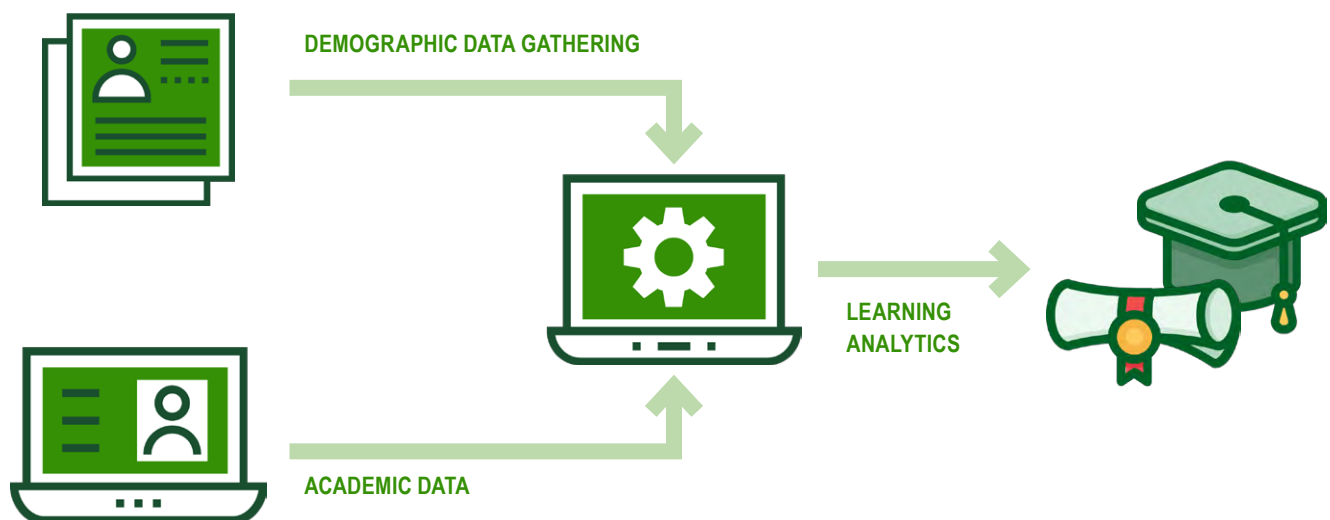 DEMOGRAPHIC DATA GATHERING
LEARNING
ANALYTICS
ACADEMIC DATA